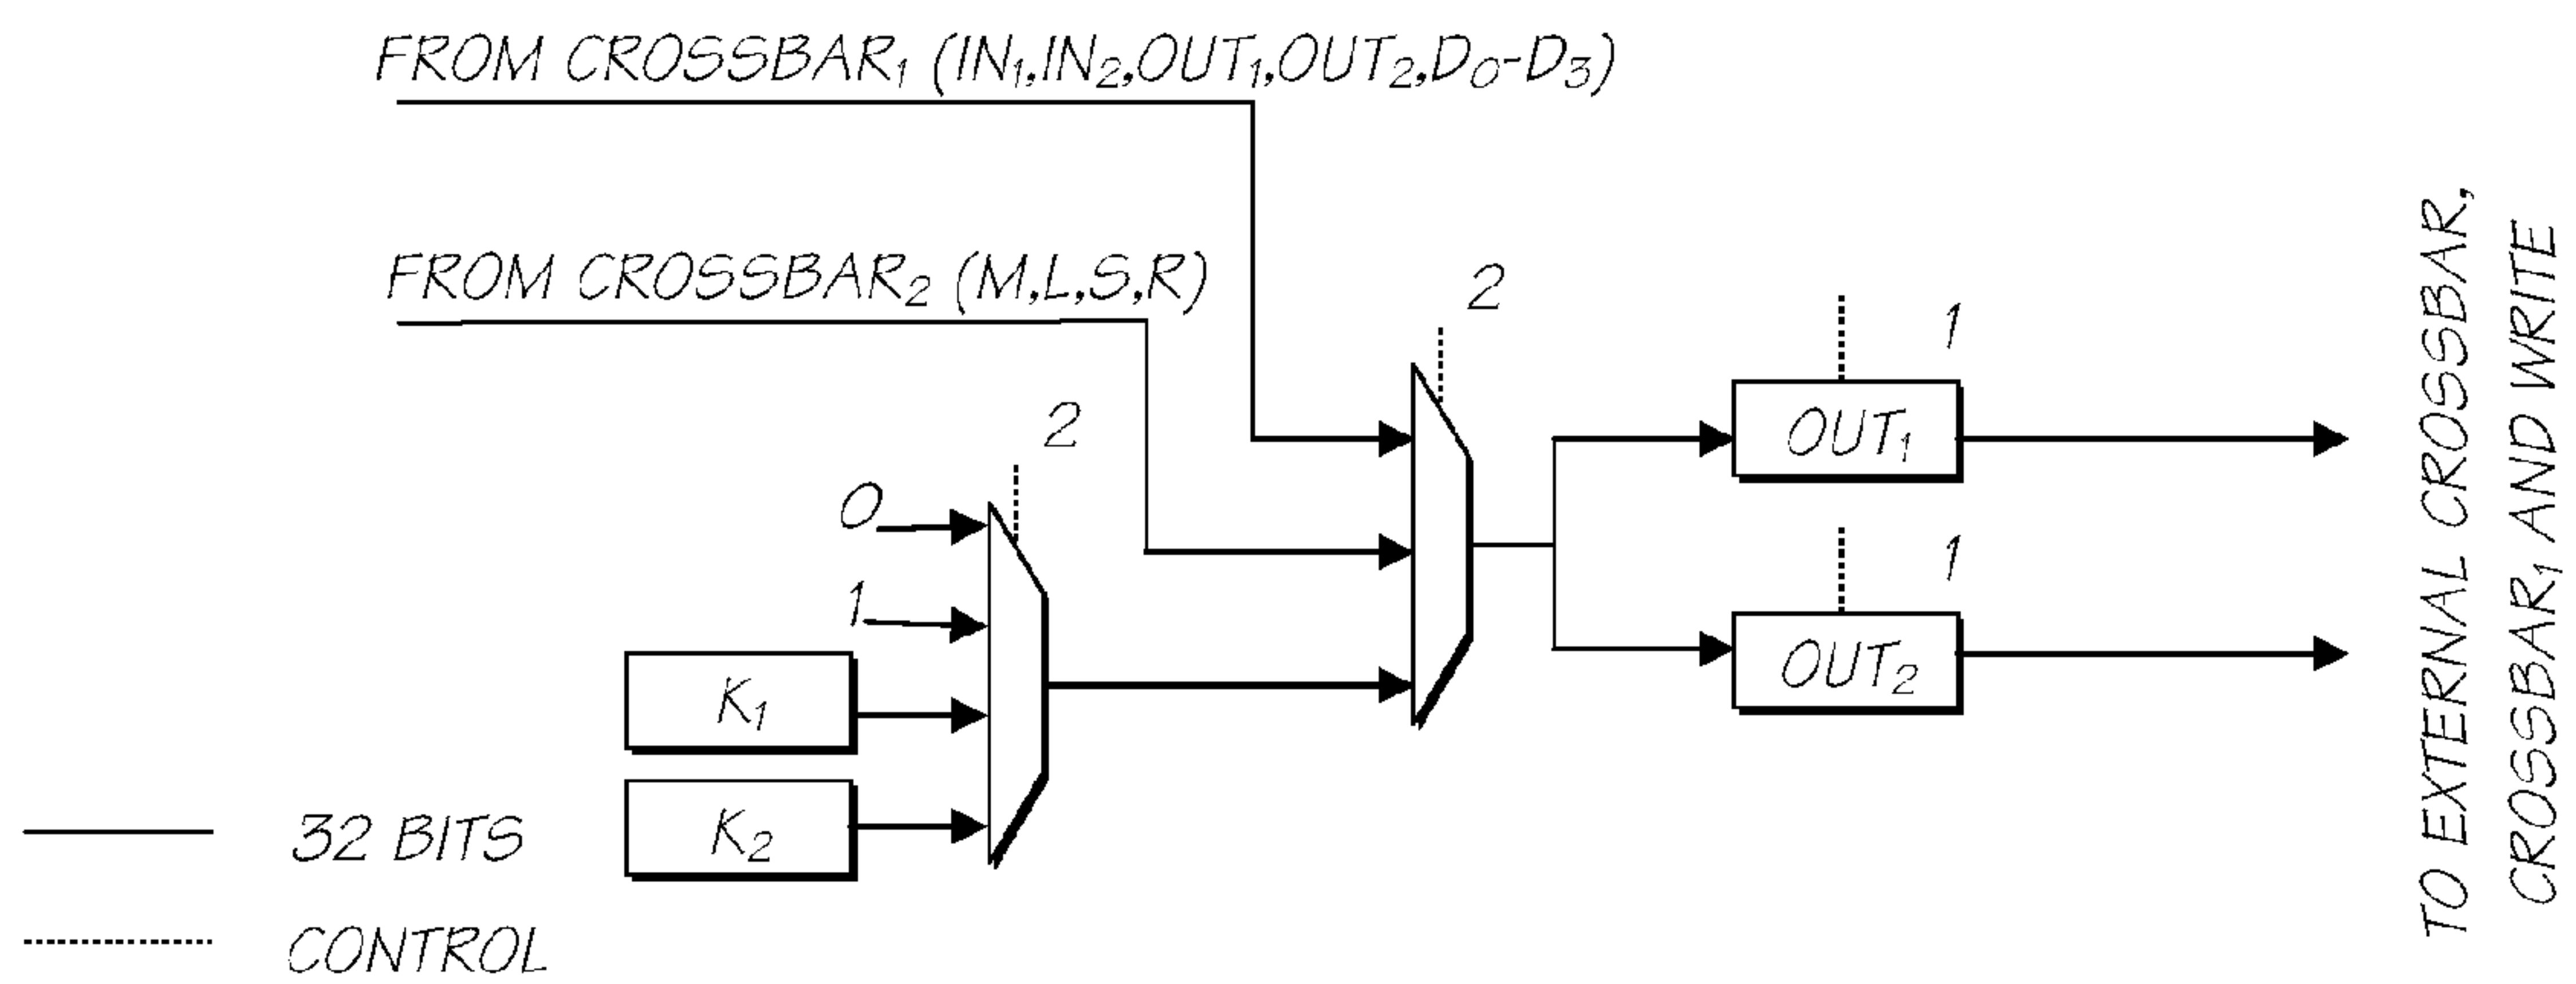 FROM CROSSBAR₁ (IN₁,IN₂,OUT₁,OUT₂,D₀-D₃)
FROM CROSSBAR₂ (M,L,S,R)
2
1
OUT₁
2
0
1
1
OUT₂
K₁
K₂
32 BITS
CONTROL
TO EXTERNAL CROSSBAR,
CROSSBAR₁ AND WRITE